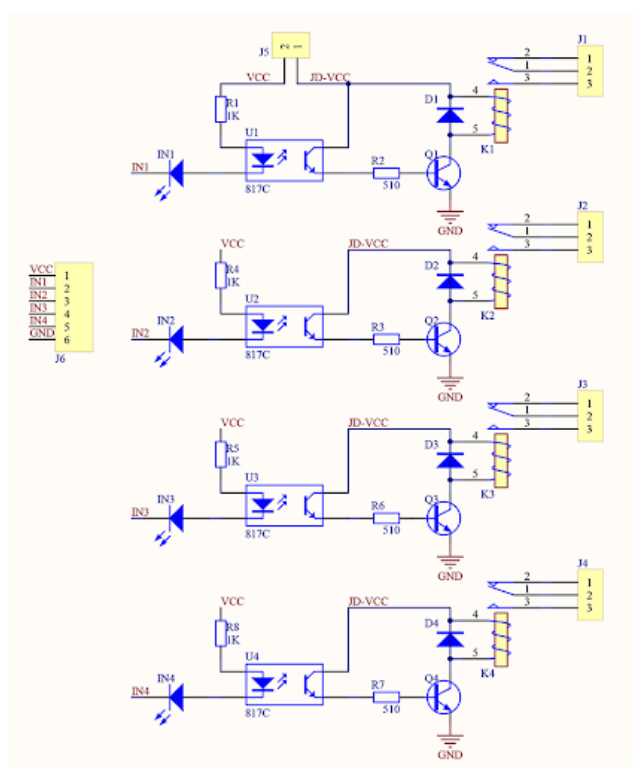 J5
2 1
VCC
JD-VCC
R1
1K
U1
IN1
IN1
817C
R2
510
D1
Q1
GND
4
5
K1
J1
2
1
3
1
2
3
VCC
JD-VCC
R4
1K
U2
IN2
IN2
817C
R3
510
D2
Q2
GND
4
5
K2
J2
2
1
3
1
2
3
VCC
IN1
IN2
IN3
IN4
GND
1
2
3
4
5
6
J6
VCC
JD-VCC
R5
1K
U3
IN3
IN3
817C
R6
510
D3
Q3
GND
4
5
K3
J3
2
1
3
1
2
3
VCC
JD-VCC
R8
1K
U4
IN4
IN4
817C
R7
510
D4
Q4
GND
4
5
K4
J4
2
1
3
1
2
3